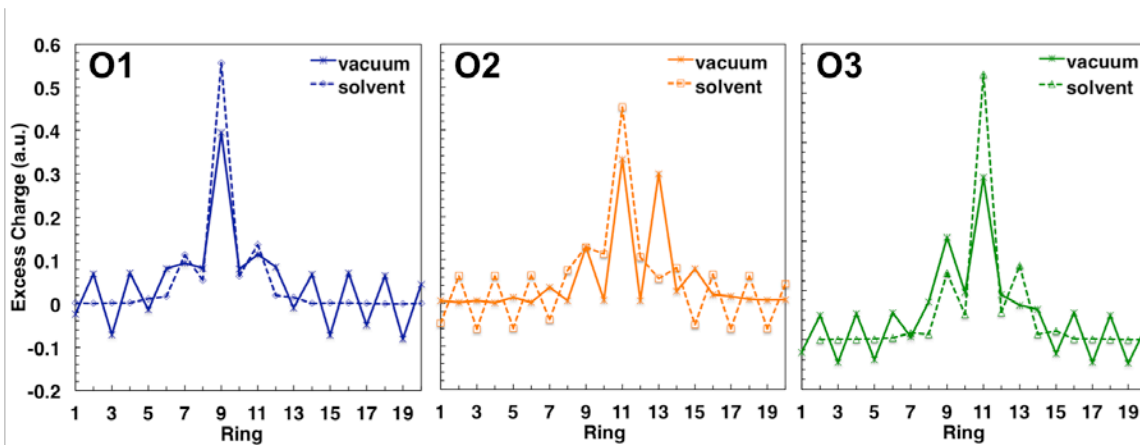 O1
vacuum
solvent
O2
vacuum
solvent
O3
vacuum
solvent
Excess Charge (a.u.)
0.6
0.5
0.4
0.3
0.2
0.1
0
-0.1
-0.2
1 3 5 7 9 11 13 15 17 19
1 3 5 7 9 11 13 15 17 19
1 3 5 7 9 11 13 15 17 19
Ring
Ring
Ring